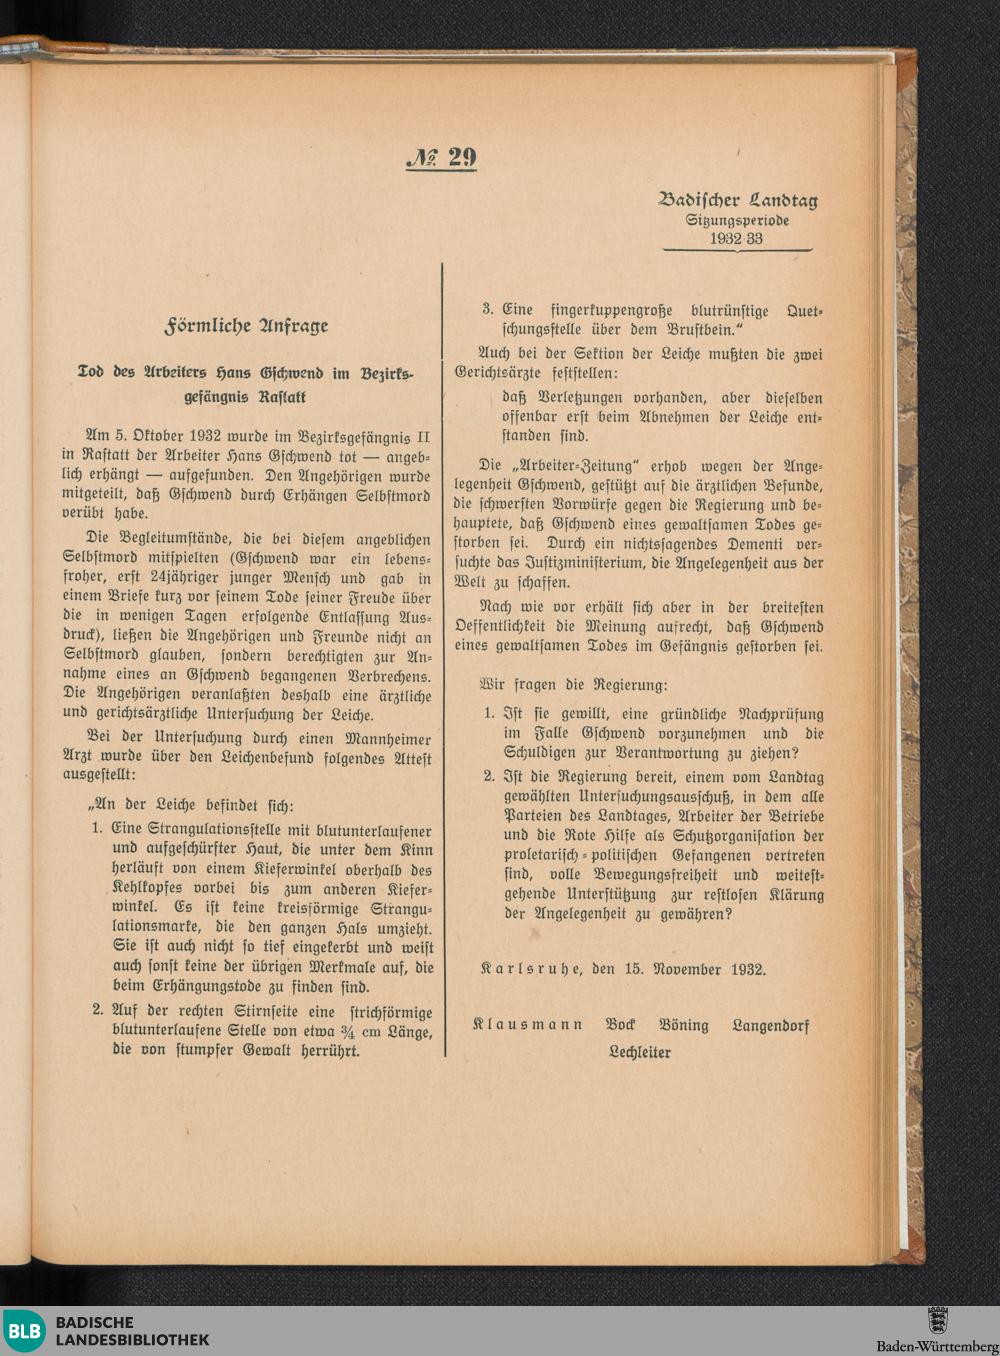 № 29
Badischer Landtag
Sitzungsperiode
1932 33
Förmliche Anfrage
Tod des Arbeiters Hans Gschwend im Bezirks-
gefängnis Rastatt
Am 5. Oktober 1932 wurde im Bezirksgefängnis II
in Rastatt der Arbeiter Hans Gschwend tot — angeb-
lich erhängt — aufgefunden. Den Angehörigen wurde
mitgeteilt, daß Gschwend durch Erhängen Selbstmord
verübt habe.
Die Begleitumstände, die bei diesem angeblichen
Selbstmord mitspielten (Gschwend war ein lebens-
froher, erst 24jähriger junger Mensch und gab in
einem Briefe kurz vor seinem Tode seiner Freude über
die in wenigen Tagen erfolgende Entlassung Aus-
druck), ließen die Angehörigen und Freunde nicht an
Selbstmord glauben, sondern berechtigten zur An-
nahme eines an Gschwend begangenen Verbrechens.
Die Angehörigen veranlaßten deshalb eine ärztliche
und gerichtsärztliche Untersuchung der Leiche.
Bei der Untersuchung durch einen Mannheimer
Arzt wurde über den Leichenbefund folgendes Attest
ausgestellt:
„An der Leiche befindet sich:
1. Eine Strangulationsstelle mit blutunterlaufener
und aufgeschürfter Haut, die unter dem Kinn
herläuft von einem Kieferwinkel oberhalb des
Kehlkopfes vorbei bis zum anderen Kiefer-
winkel. Es ist keine kreisförmige Strangu-
lationsmarke, die den ganzen Hals umzieht.
Sie ist auch nicht so tief eingekerbt und weist
auch sonst keine der übrigen Merkmale auf, die
beim Erhängungstode zu finden sind.
2. Auf der rechten Stirnseite eine strichförmige
blutunterlaufene Stelle von etwa ¾ cm Länge,
die von stumpfer Gewalt herrührt.
3. Eine fingerkuppengroße blutrünstige Quet-
schungsstelle über dem Brustbein.“
Auch bei der Sektion der Leiche mußten die zwei
Gerichtsärzte feststellen:
daß Verletzungen vorhanden, aber dieselben
offenbar erst beim Abnehmen der Leiche ent-
standen sind.
Die „Arbeiter-Zeitung“ erhob wegen der Ange-
legenheit Gschwend, gestützt auf die ärztlichen Befunde,
die schwersten Vorwürfe gegen die Regierung und be-
hauptete, daß Gschwend eines gewaltsamen Todes ge-
storben sei. Durch ein nichtssagendes Dementi ver-
suchte das Justizministerium, die Angelegenheit aus der
Welt zu schaffen.
Nach wie vor erhält sich aber in der breitesten
Oeffentlichkeit die Meinung aufrecht, daß Gschwend
eines gewaltsamen Todes im Gefängnis gestorben sei.
Wir fragen die Regierung:
1. Ist sie gewillt, eine gründliche Nachprüfung
im Falle Gschwend vorzunehmen und die
Schuldigen zur Verantwortung zu ziehen?
2. Ist die Regierung bereit, einem vom Landtag
gewählten Untersuchungsausschuß, in dem alle
Parteien des Landtages, Arbeiter der Betriebe
und die Rote Hilfe als Schutzorganisation der
proletarisch-politischen Gefangenen vertreten
sind, volle Bewegungsfreiheit und weitest-
gehende Unterstützung zur restlosen Klärung
der Angelegenheit zu gewähren?
Karlsruhe, den 15. November 1932.
Klausmann Bock Böning Langendorf
Lechleiter
BLB
BADISCHE
LANDESBIBLIOTHEK
Baden-Württemberg